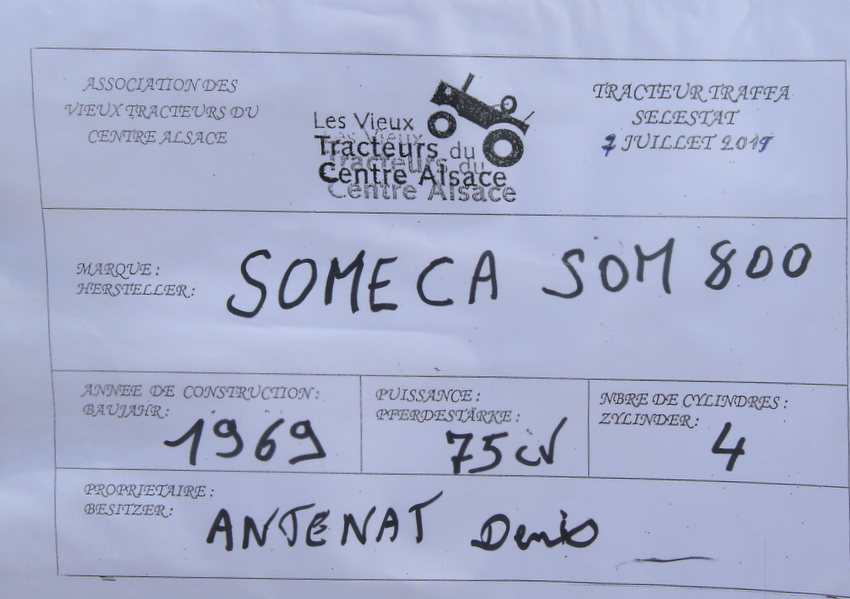 ASSOCIATION DES
VIEUX TRACTEURS DU
CENTRE ALSACE
Les Vieux
Tracteurs du
Centre Alsace
TRACTEUR TRAFFA
SELESTAT
7 JUILLET 2019
MARQUE :
HERSTELLER :
SOMECA SOM 800
ANNEE DE CONSTRUCTION :
BAUJAHR :
1969
PUISSANCE :
PFERDESTÄRKE :
75 cv
NBRE DE CYLINDRES :
ZYLINDER :
4
PROPRIETAIRE :
BESITZER :
ANTENAT Denis